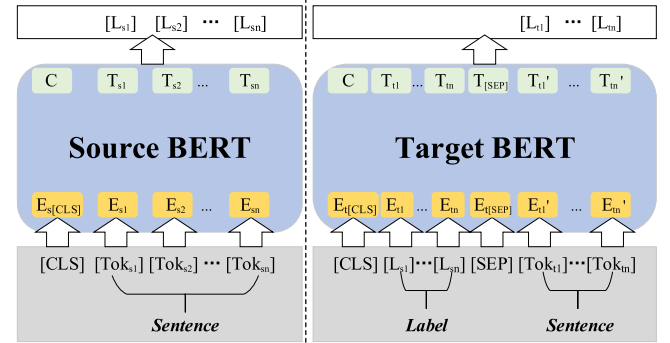 [Ls1] [Ls2] ··· [Lsn]
C Ts1 Ts2 ... Tsn
Source BERT
Es[CLS] Es1 Es2 ... Esn
[CLS] [Toks1] [Toks2] ··· [Toksn]
Sentence
[Lt1] ··· [Ltn]
C Tt1 ... Ttn T[SEP] Tt1' ... Ttn'
Target BERT
Et[CLS] Et1 ... Etn Et[SEP] Et1' ... Etn'
[CLS] [Ls1]···[Lsn] [SEP] [Tokt1]···[Toktn]
Label Sentence